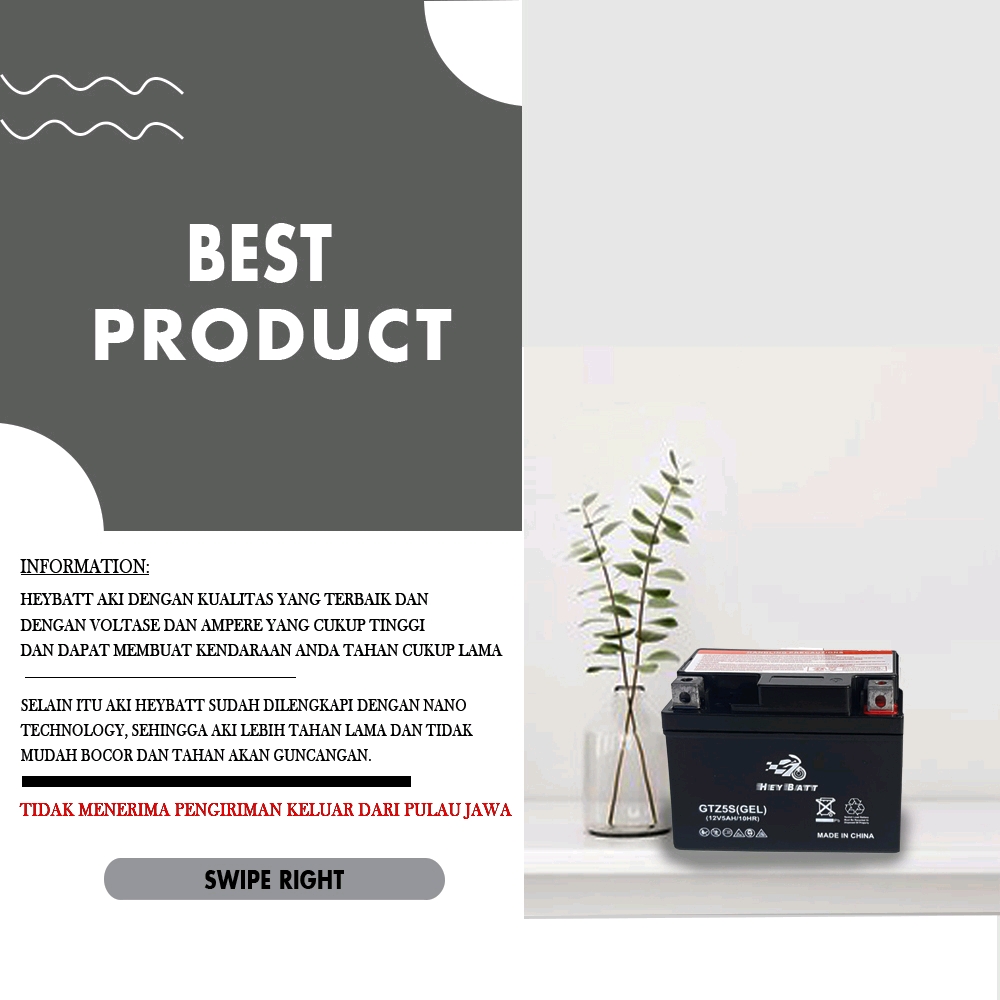 BEST
PRODUCT
INFORMATION:
HEYBATT AKI DENGAN KUALITAS YANG TERBAIK DAN
DENGAN VOLTASE DAN AMPERE YANG CUKUP TINGGI
DAN DAPAT MEMBUAT KENDARAAN ANDA TAHAN CUKUP LAMA
SELAIN ITU AKI HEYBATT SUDAH DILENGKAPI DENGAN NANO
TECHNOLOGY, SEHINGGA AKI LEBIH TAHAN LAMA DAN TIDAK
MUDAH BOCOR DAN TAHAN AKAN GUNCANGAN.
TIDAK MENERIMA PENGIRIMAN KELUAR DARI PULAU JAWA
SWIPE RIGHT
HEY BATT
GTZ5S(GEL)
(12V5AH/10HR)
MADE IN CHINA